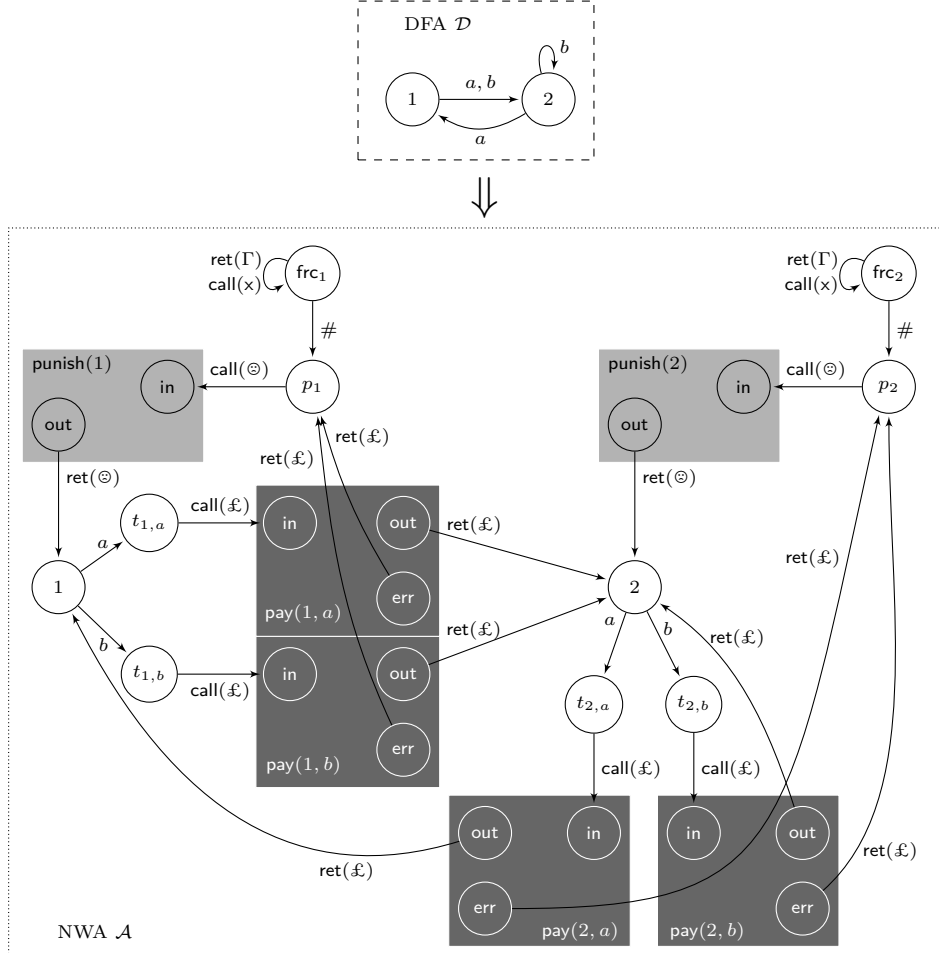 DFA 𝒟
b
1
a, b
2
a
⇓
ret(Γ)
call(×)
frc₁
ret(Γ)
call(×)
frc₂
#
#
punish(1)
in
call(☹)
p₁
punish(2)
in
call(☹)
p₂
out
out
ret(£)
ret(£)
ret(☹)
ret(☹)
t₁,ₐ
call(£)
in
out
ret(£)
a
ret(£)
1
err
2
pay(1, a)
b
ret(£)
a
b
ret(£)
t₁,b
call(£)
in
out
t₂,ₐ
t₂,b
err
pay(1, b)
call(£)
call(£)
out
in
in
out
ret(£)
ret(£)
err
err
pay(2, a)
pay(2, b)
NWA 𝒜